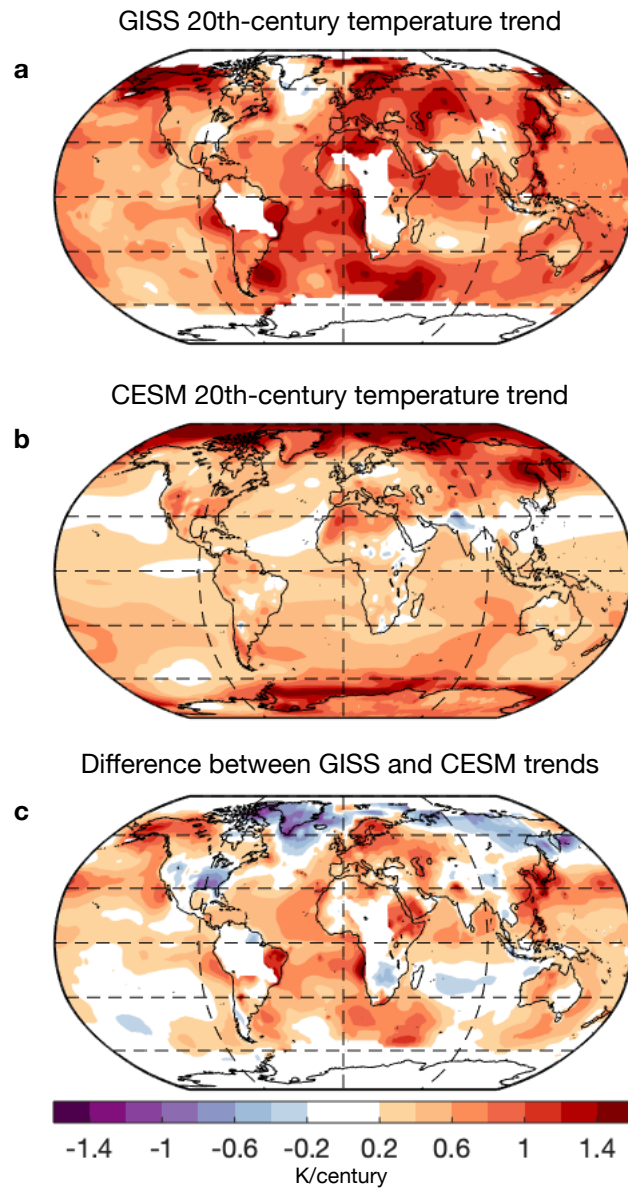 GISS 20th-century temperature trend
a
CESM 20th-century temperature trend
b
Difference between GISS and CESM trends
c
-1.4 -1 -0.6 -0.2 0.2 0.6 1 1.4
K/century